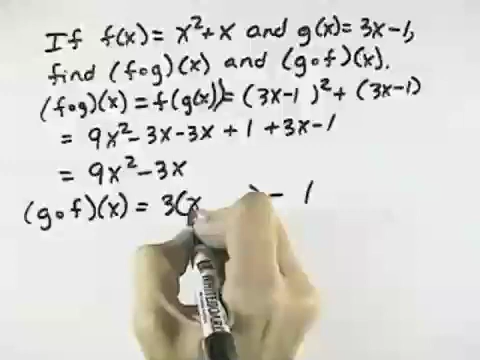 If f(x) = x² + x and g(x) = 3x - 1,
find (f∘g)(x) and (g∘f)(x).
(f∘g)(x) = f(g(x)) = (3x-1 )² + (3x-1)
= 9x² - 3x - 3x + 1 + 3x - 1
= 9x² - 3x
(g∘f)(x) = 3(x ) - 1